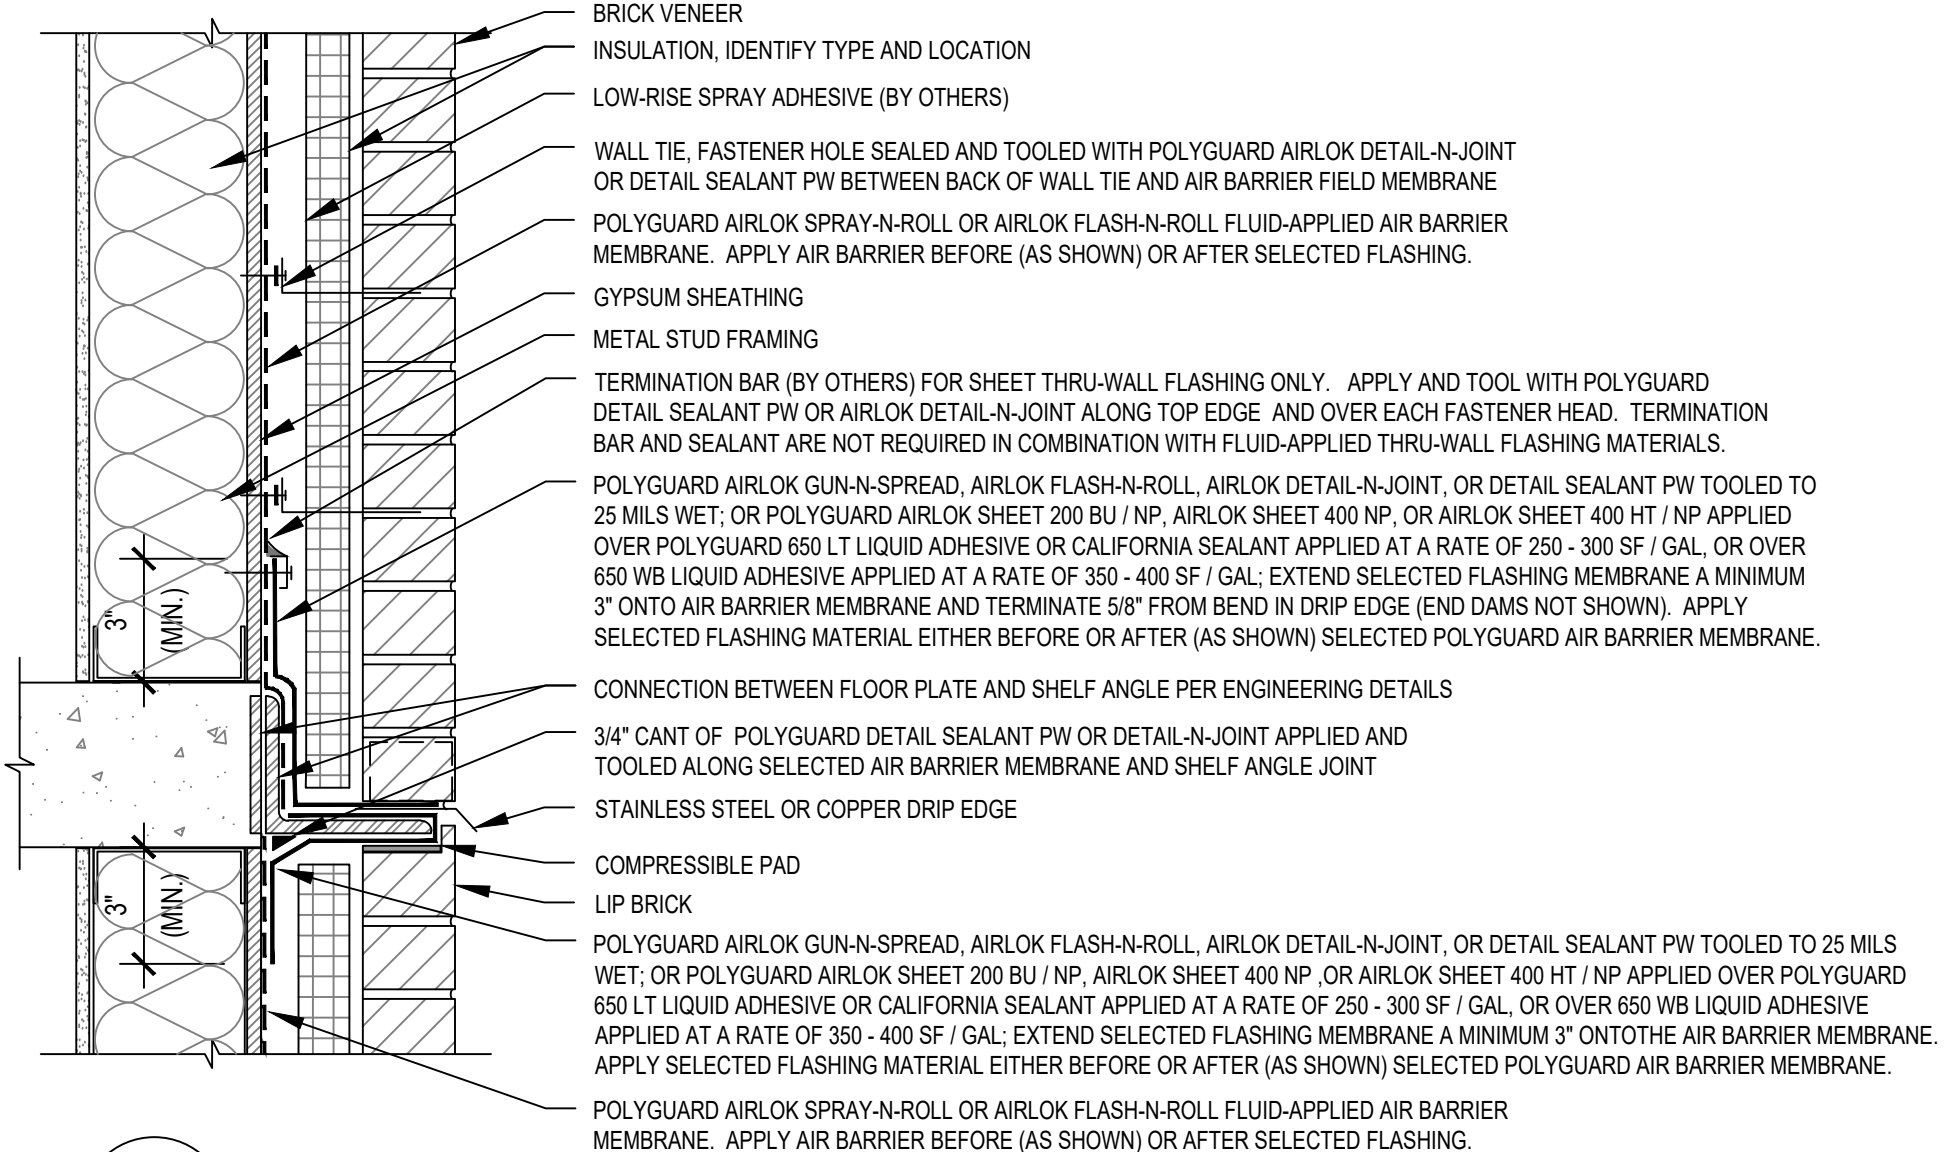 BRICK VENEER
INSULATION, IDENTIFY TYPE AND LOCATION
LOW-RISE SPRAY ADHESIVE (BY OTHERS)
WALL TIE, FASTENER HOLE SEALED AND TOOLED WITH POLYGUARD AIRLOK DETAIL-N-JOINT
OR DETAIL SEALANT PW BETWEEN BACK OF WALL TIE AND AIR BARRIER FIELD MEMBRANE
POLYGUARD AIRLOK SPRAY-N-ROLL OR AIRLOK FLASH-N-ROLL FLUID-APPLIED AIR BARRIER
MEMBRANE. APPLY AIR BARRIER BEFORE (AS SHOWN) OR AFTER SELECTED FLASHING.
GYPSUM SHEATHING
METAL STUD FRAMING
TERMINATION BAR (BY OTHERS) FOR SHEET THRU-WALL FLASHING ONLY. APPLY AND TOOL WITH POLYGUARD
DETAIL SEALANT PW OR AIRLOK DETAIL-N-JOINT ALONG TOP EDGE AND OVER EACH FASTENER HEAD. TERMINATION
BAR AND SEALANT ARE NOT REQUIRED IN COMBINATION WITH FLUID-APPLIED THRU-WALL FLASHING MATERIALS.
POLYGUARD AIRLOK GUN-N-SPREAD, AIRLOK FLASH-N-ROLL, AIRLOK DETAIL-N-JOINT, OR DETAIL SEALANT PW TOOLED TO
25 MILS WET; OR POLYGUARD AIRLOK SHEET 200 BU / NP, AIRLOK SHEET 400 NP, OR AIRLOK SHEET 400 HT / NP APPLIED
OVER POLYGUARD 650 LT LIQUID ADHESIVE OR CALIFORNIA SEALANT APPLIED AT A RATE OF 250 - 300 SF / GAL, OR OVER
650 WB LIQUID ADHESIVE APPLIED AT A RATE OF 350 - 400 SF / GAL; EXTEND SELECTED FLASHING MEMBRANE A MINIMUM
3" ONTO AIR BARRIER MEMBRANE AND TERMINATE 5/8" FROM BEND IN DRIP EDGE (END DAMS NOT SHOWN). APPLY
SELECTED FLASHING MATERIAL EITHER BEFORE OR AFTER (AS SHOWN) SELECTED POLYGUARD AIR BARRIER MEMBRANE.
3"
(MIN.)
CONNECTION BETWEEN FLOOR PLATE AND SHELF ANGLE PER ENGINEERING DETAILS
3/4" CANT OF POLYGUARD DETAIL SEALANT PW OR DETAIL-N-JOINT APPLIED AND
TOOLED ALONG SELECTED AIR BARRIER MEMBRANE AND SHELF ANGLE JOINT
STAINLESS STEEL OR COPPER DRIP EDGE
COMPRESSIBLE PAD
LIP BRICK
3"
(MIN.)
POLYGUARD AIRLOK GUN-N-SPREAD, AIRLOK FLASH-N-ROLL, AIRLOK DETAIL-N-JOINT, OR DETAIL SEALANT PW TOOLED TO 25 MILS
WET; OR POLYGUARD AIRLOK SHEET 200 BU / NP, AIRLOK SHEET 400 NP ,OR AIRLOK SHEET 400 HT / NP APPLIED OVER POLYGUARD
650 LT LIQUID ADHESIVE OR CALIFORNIA SEALANT APPLIED AT A RATE OF 250 - 300 SF / GAL, OR OVER 650 WB LIQUID ADHESIVE
APPLIED AT A RATE OF 350 - 400 SF / GAL; EXTEND SELECTED FLASHING MEMBRANE A MINIMUM 3" ONTOTHE AIR BARRIER MEMBRANE.
APPLY SELECTED FLASHING MATERIAL EITHER BEFORE OR AFTER (AS SHOWN) SELECTED POLYGUARD AIR BARRIER MEMBRANE.
POLYGUARD AIRLOK SPRAY-N-ROLL OR AIRLOK FLASH-N-ROLL FLUID-APPLIED AIR BARRIER
MEMBRANE. APPLY AIR BARRIER BEFORE (AS SHOWN) OR AFTER SELECTED FLASHING.